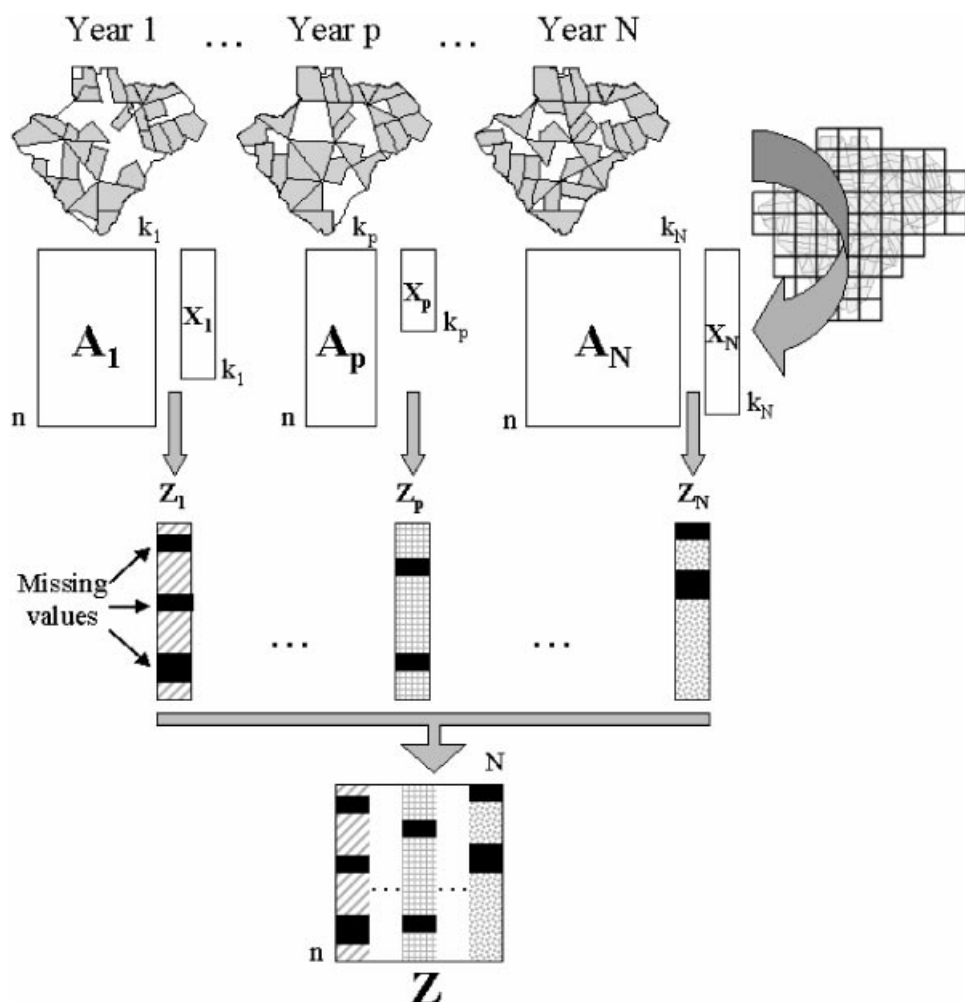 Year 1 ... Year p ... Year N
k1 kp kN
A1 X1 Ap Xp AN XN
k1 kp kN
n n n
Z1 Zp ZN
Missing
values
... ...
N
... ...
n
Z